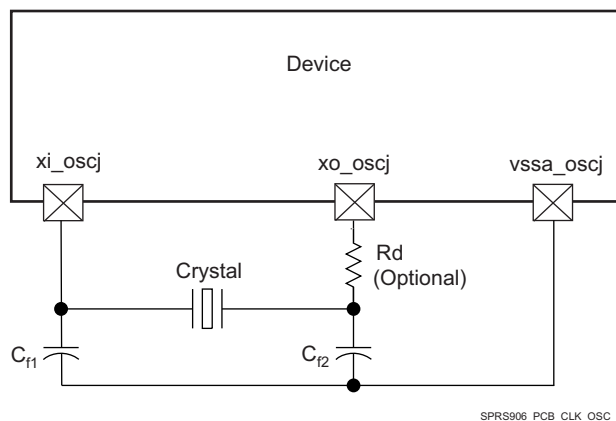 Device
xi_oscj
xo_oscj
vssa_oscj
Rd
(Optional)
Crystal
Cf1
Cf2
SPRS906_PCB_CLK_OSC